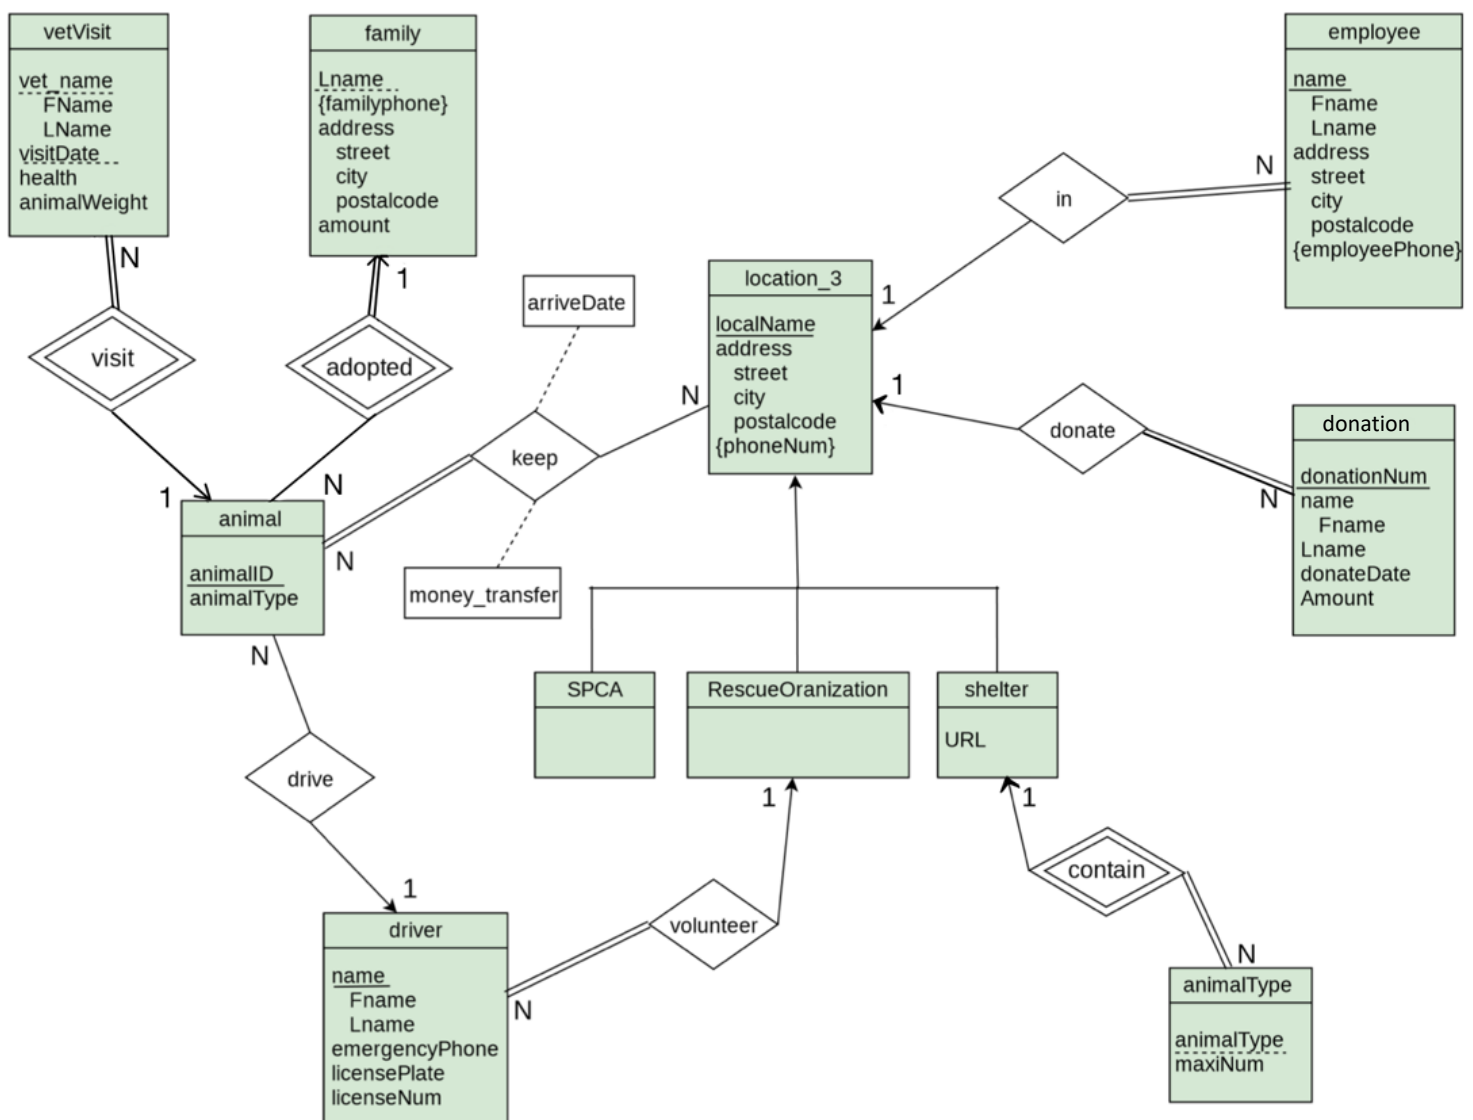 vetVisit
vet_name
FName
LName
visitDate
health
animalWeight
family
Lname
{familyphone}
address
street
city
postalcode
amount
employee
name
Fname
Lname
address
street
city
postalcode
{employeePhone}
in
N
1
N
1
visit
adopted
arriveDate
keep
money_transfer
N
N
location_3
localName
address
street
city
postalcode
{phoneNum}
1
donate
N
donation
donationNum
name
Fname
Lname
donateDate
Amount
1
N
animal
animalID
animalType
N
drive
1
SPCA
RescueOranization
shelter
URL
1
1
contain
N
volunteer
N
driver
name
Fname
Lname
emergencyPhone
licensePlate
licenseNum
animalType
animalType
maxiNum